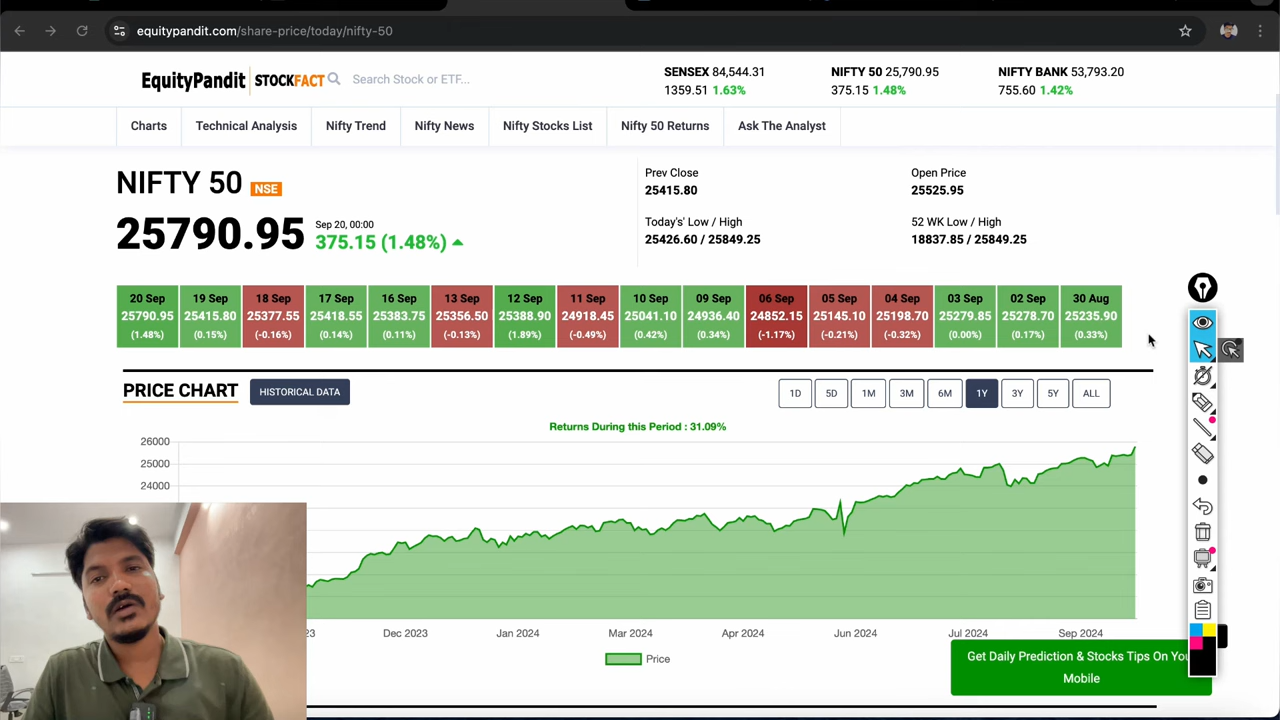 equitypandit.com/share-price/today/nifty-50
EquityPandit STOCKFACT Search Stock or ETF...
SENSEX 84,544.31
1359.51 1.63%
NIFTY 50 25,790.95
375.15 1.48%
NIFTY BANK 53,793.20
755.60 1.42%
Charts Technical Analysis Nifty Trend Nifty News Nifty Stocks List Nifty 50 Returns Ask The Analyst
NIFTY 50 NSE
25790.95 Sep 20, 00:00
375.15 (1.48%)
Prev Close
25415.80
Open Price
25525.95
Today's' Low / High
25426.60 / 25849.25
52 WK Low / High
18837.85 / 25849.25
20 Sep 19 Sep 18 Sep 17 Sep 16 Sep 13 Sep 12 Sep 11 Sep 10 Sep 09 Sep 06 Sep 05 Sep 04 Sep 03 Sep 02 Sep 30 Aug
25790.95 25415.80 25377.55 25418.55 25383.75 25356.50 25388.90 24918.45 25041.10 24936.40 24852.15 25145.10 25198.70 25279.85 25278.70 25235.90
(1.48%) (0.15%) (-0.16%) (0.14%) (0.11%) (-0.13%) (1.89%) (-0.49%) (0.42%) (0.34%) (-1.17%) (-0.21%) (-0.32%) (0.00%) (0.17%) (0.33%)
PRICE CHART HISTORICAL DATA 1D 5D 1M 3M 6M 1Y 3Y 5Y ALL
Returns During this Period : 31.09%
26000
25000
24000
23 Dec 2023 Jan 2024 Mar 2024 Apr 2024 Jun 2024 Jul 2024 Sep 2024
Price
Get Daily Prediction & Stocks Tips On You
Mobile